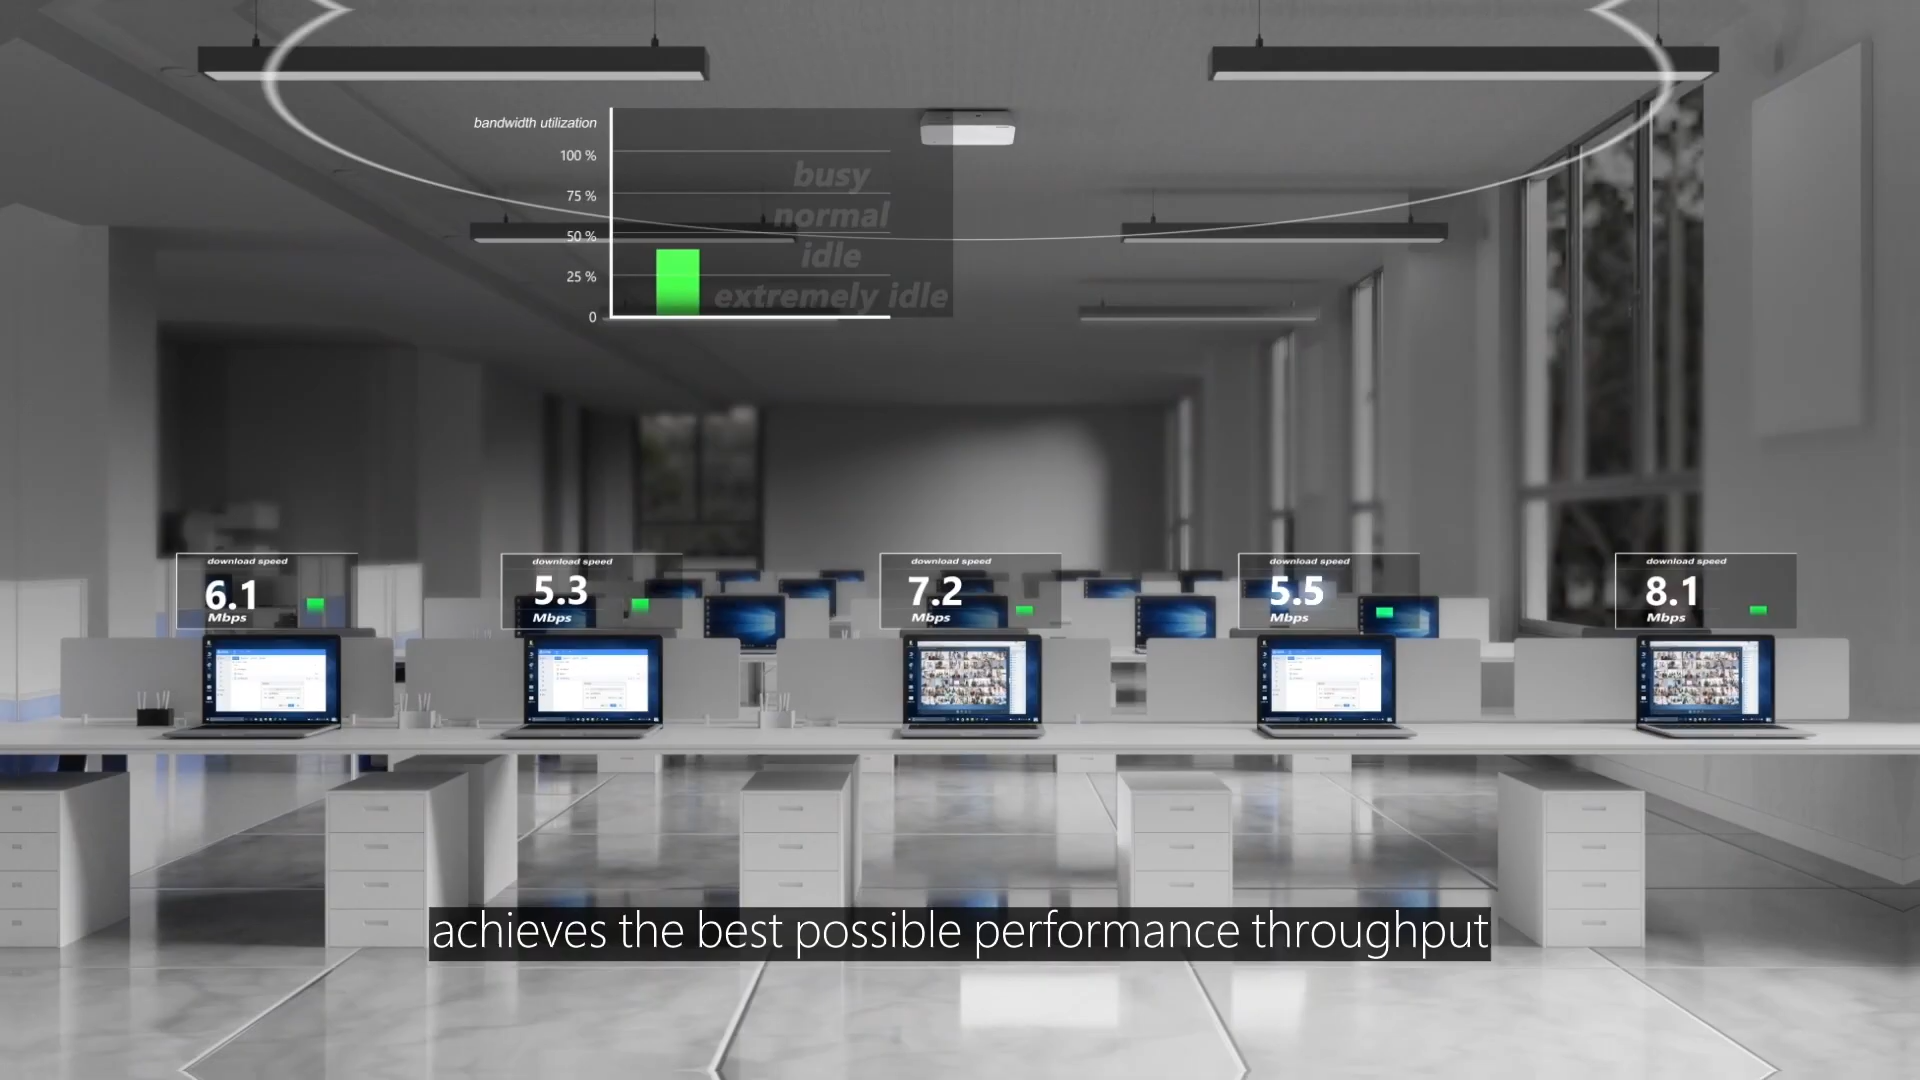 bandwidth utilization
100 %
75 %
50 %
25 %
0
busy
normal
idle
extremely idle
download speed
6.1
Mbps
download speed
5.3
Mbps
download speed
7.2
Mbps
download speed
5.5
Mbps
download speed
8.1
Mbps
achieves the best possible performance throughput